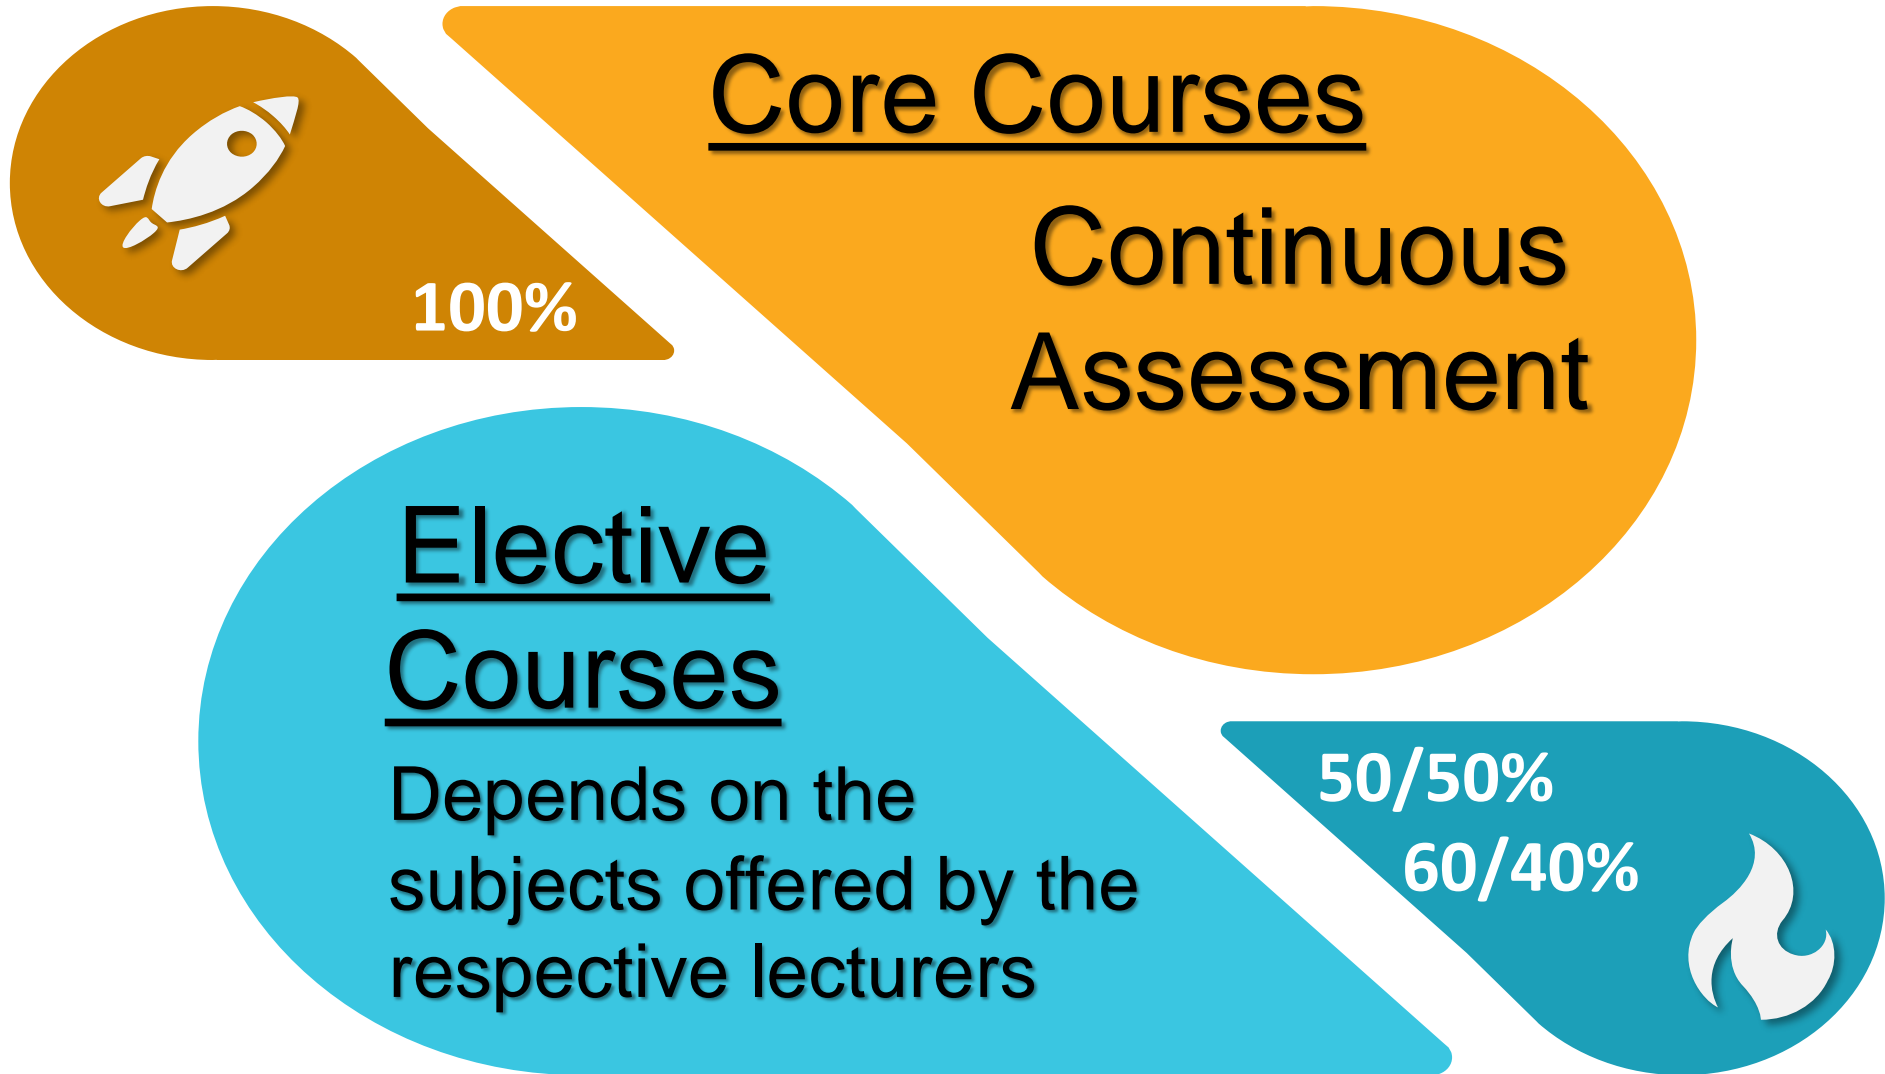 Core Courses
Continuous
Assessment
100%
Elective
Courses
Depends on the
subjects offered by the
respective lecturers
50/50%
60/40%